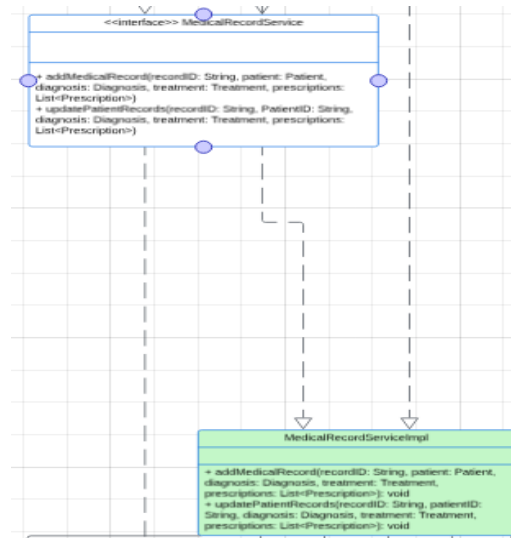 <<interface>> MedicalRecordService
+ addMedicalRecord(recordID: String, patient: Patient,
diagnosis: Diagnosis, treatment: Treatment, prescriptions:
List<Prescription>)
+ updatePatientRecords(recordID: String, PatientID: String,
diagnosis: Diagnosis, treatment: Treatment, prescriptions:
List<Prescription>)
MedicalRecordServiceImpl
+ addMedicalRecord(recordID: String, patient: Patient,
diagnosis: Diagnosis, treatment: Treatment,
prescriptions: List<Prescription>): void
+ updatePatientRecords(recordID: String, patientID:
String, diagnosis: Diagnosis, treatment: Treatment,
prescriptions: List<Prescription>): void